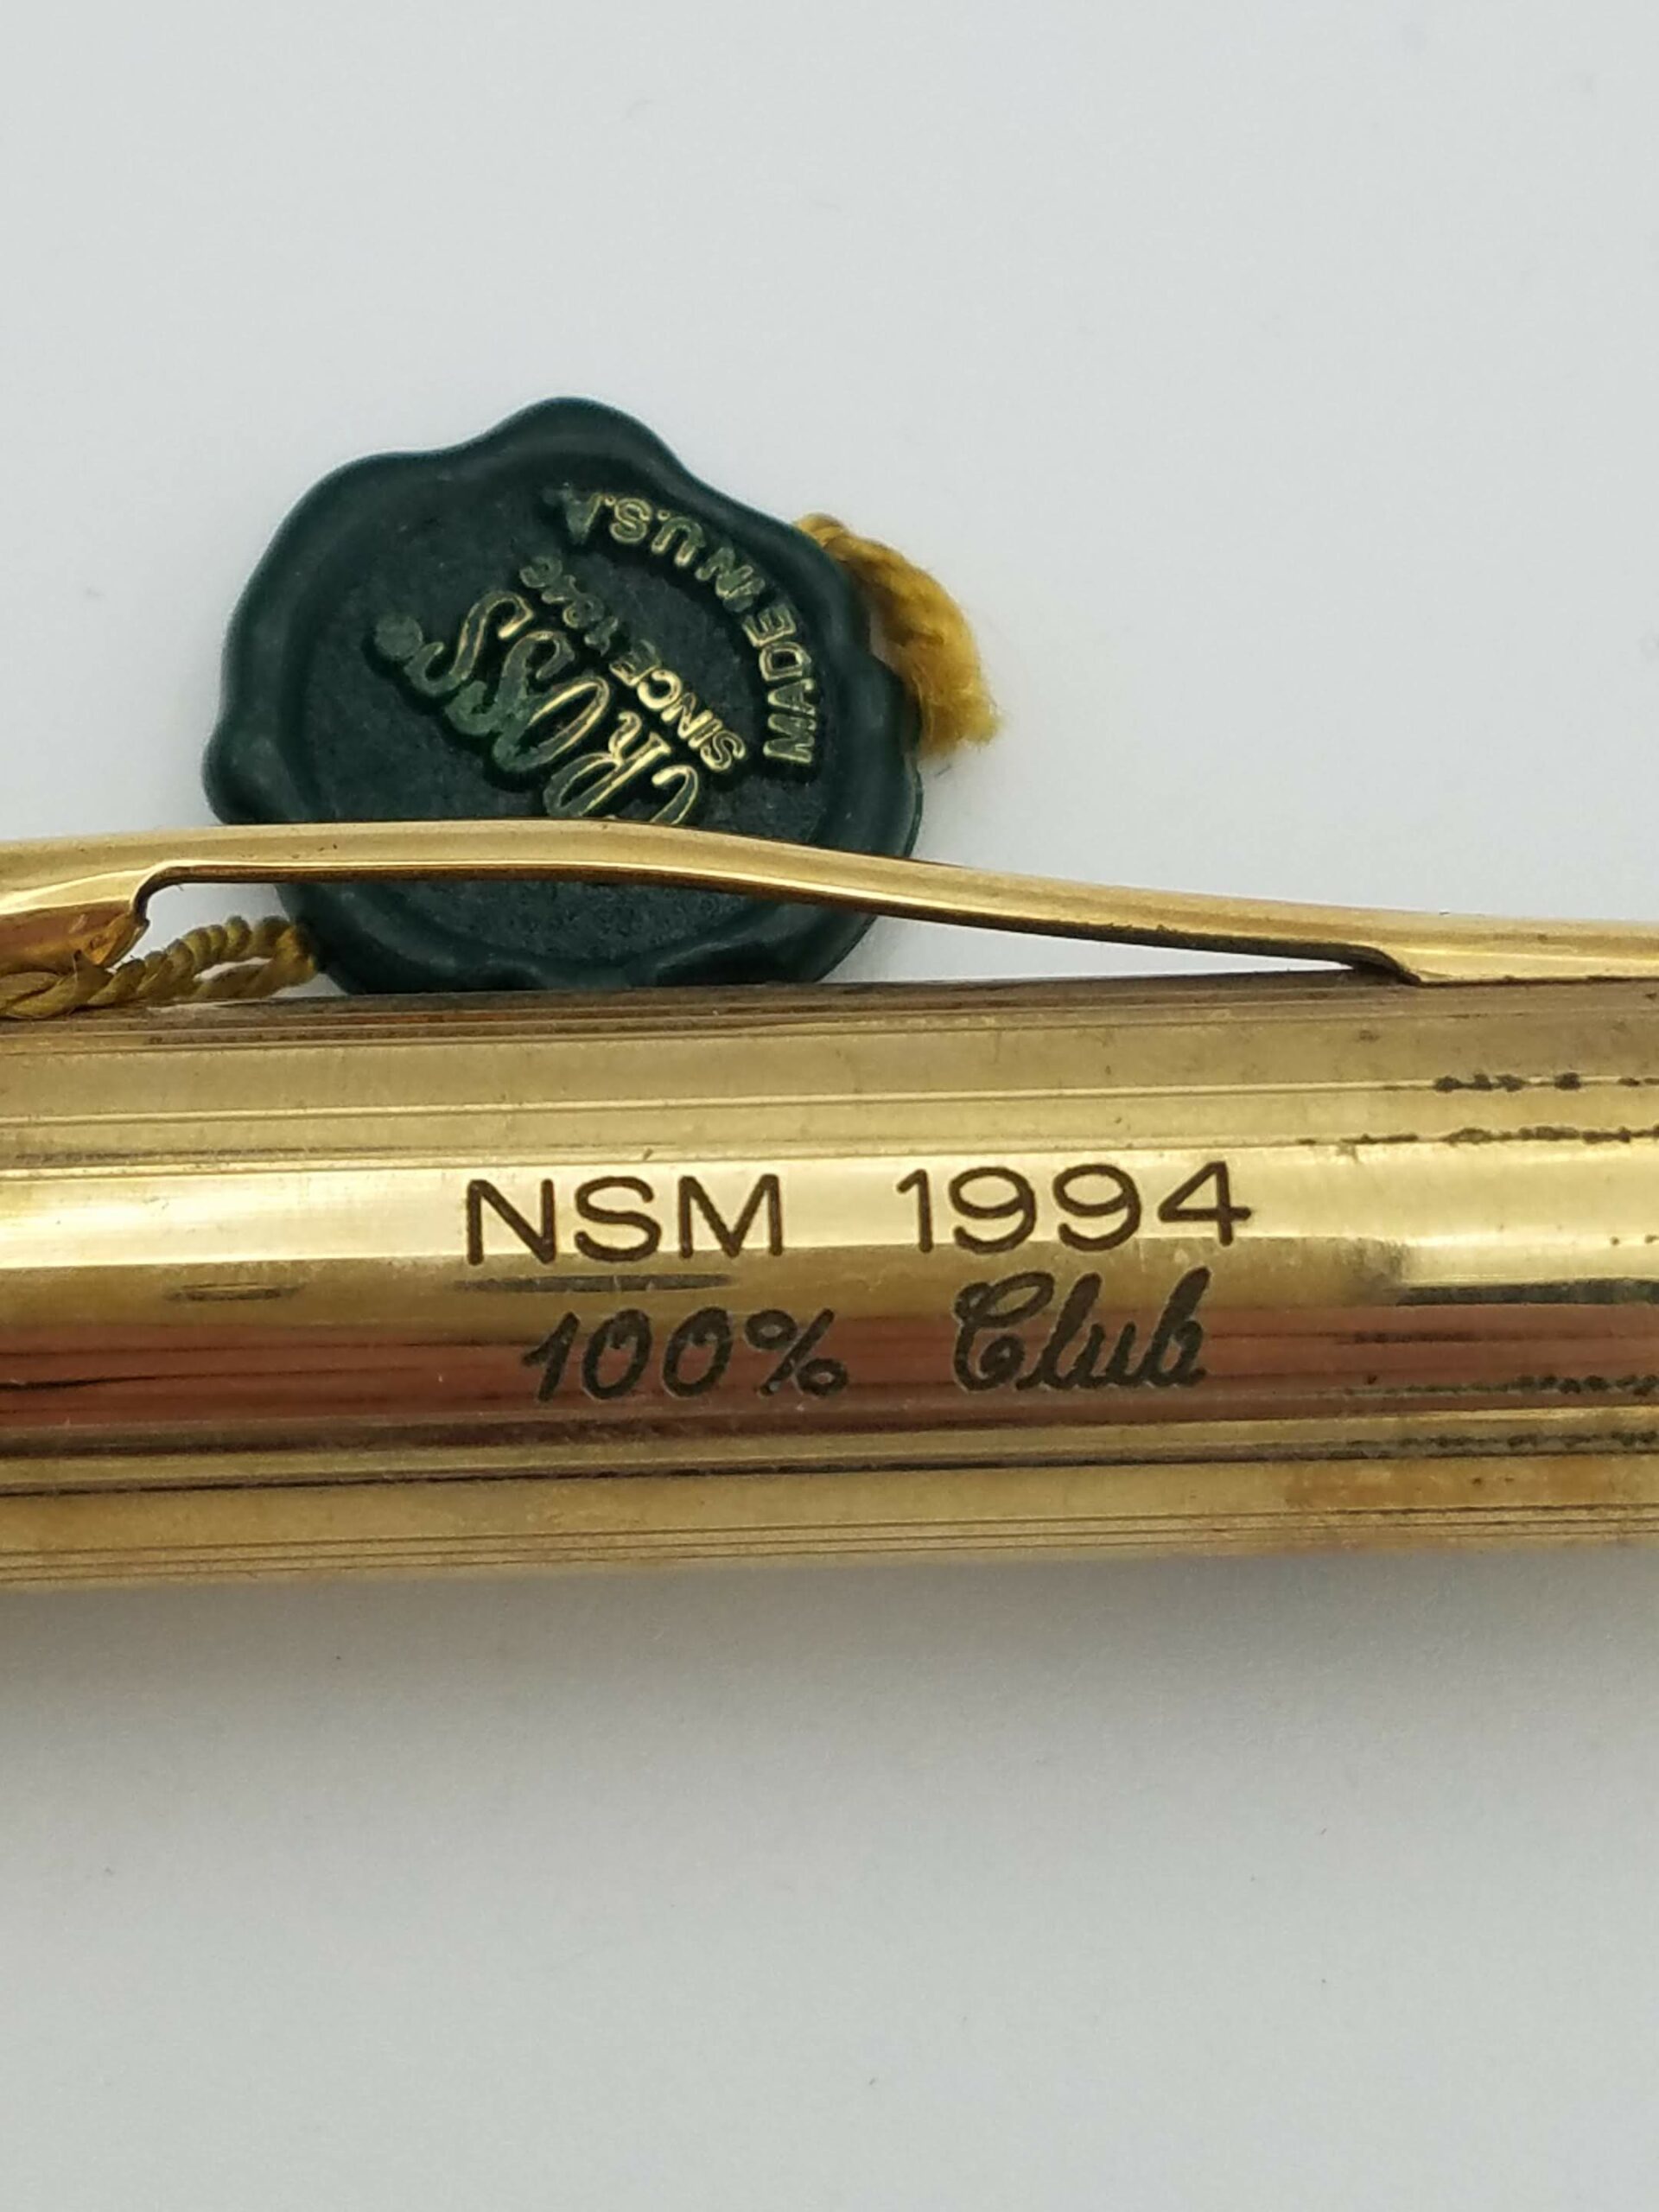 MADE IN U.S.A.
SINCE 1846
CROSS®
NSM 1994
100% Club